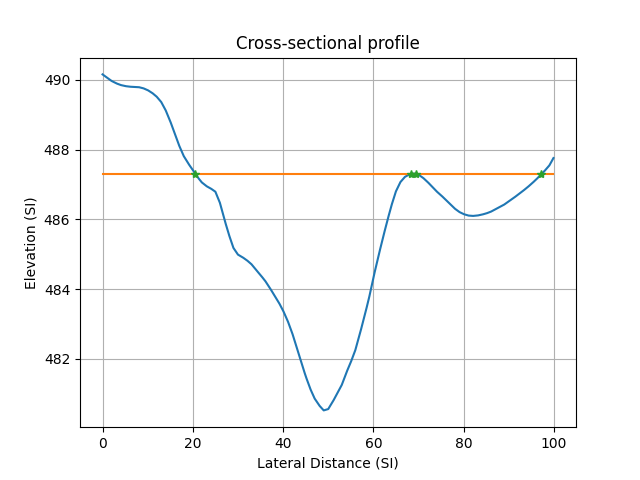 Cross-sectional profile
Elevation (SI)
490
488
486
484
482
0 20 40 60 80 100
Lateral Distance (SI)